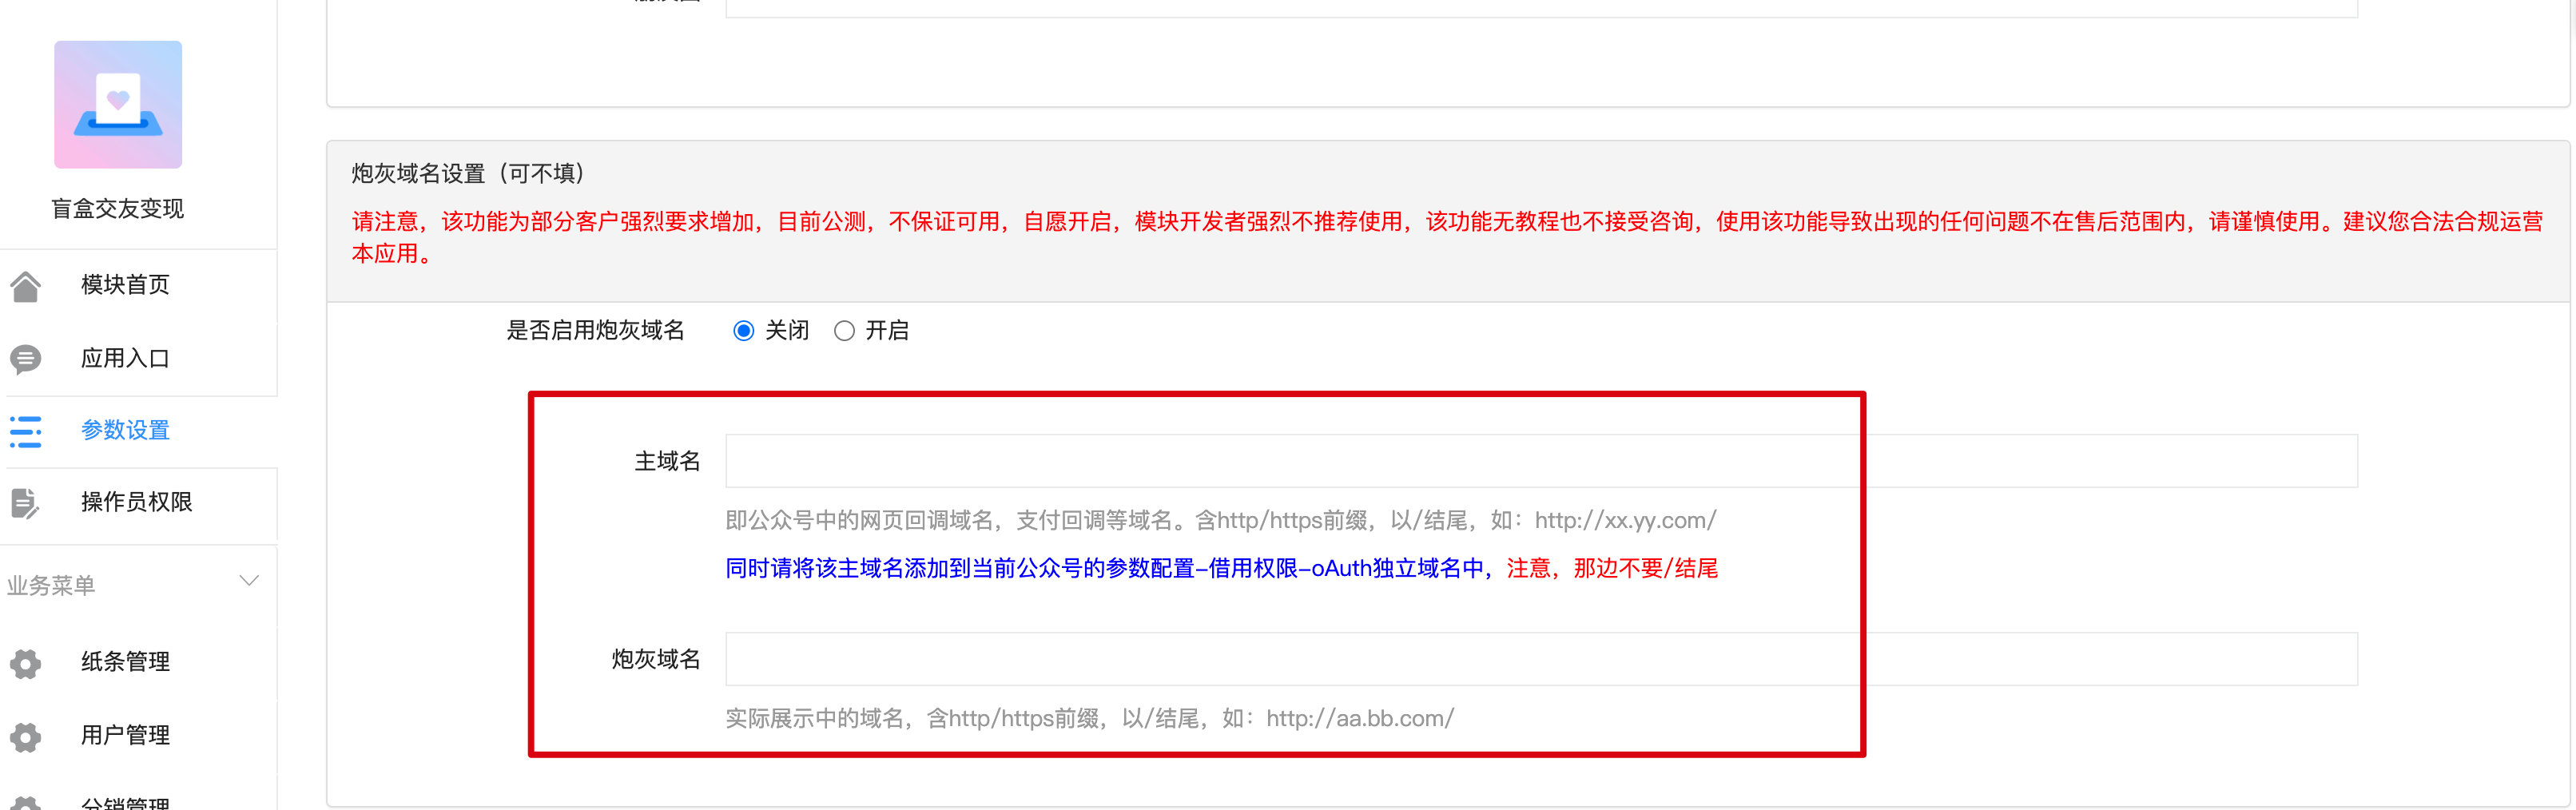 盲盒交友变现
模块首页
应用入口
参数设置
操作员权限
业务菜单
纸条管理
用户管理
分销管理
炮灰域名设置（可不填）
请注意，该功能为部分客户强烈要求增加，目前公测，不保证可用，自愿开启，模块开发者强烈不推荐使用，该功能无教程也不接受咨询，使用该功能导致出现的任何问题不在售后范围内，请谨慎使用。建议您合法合规运营
本应用。
是否启用炮灰域名 关闭 开启
主域名
即公众号中的网页回调域名，支付回调等域名。含http/https前缀，以/结尾，如：http://xx.yy.com/
同时请将该主域名添加到当前公众号的参数配置-借用权限-oAuth独立域名中，注意，那边不要/结尾
炮灰域名
实际展示中的域名，含http/https前缀，以/结尾，如：http://aa.bb.com/